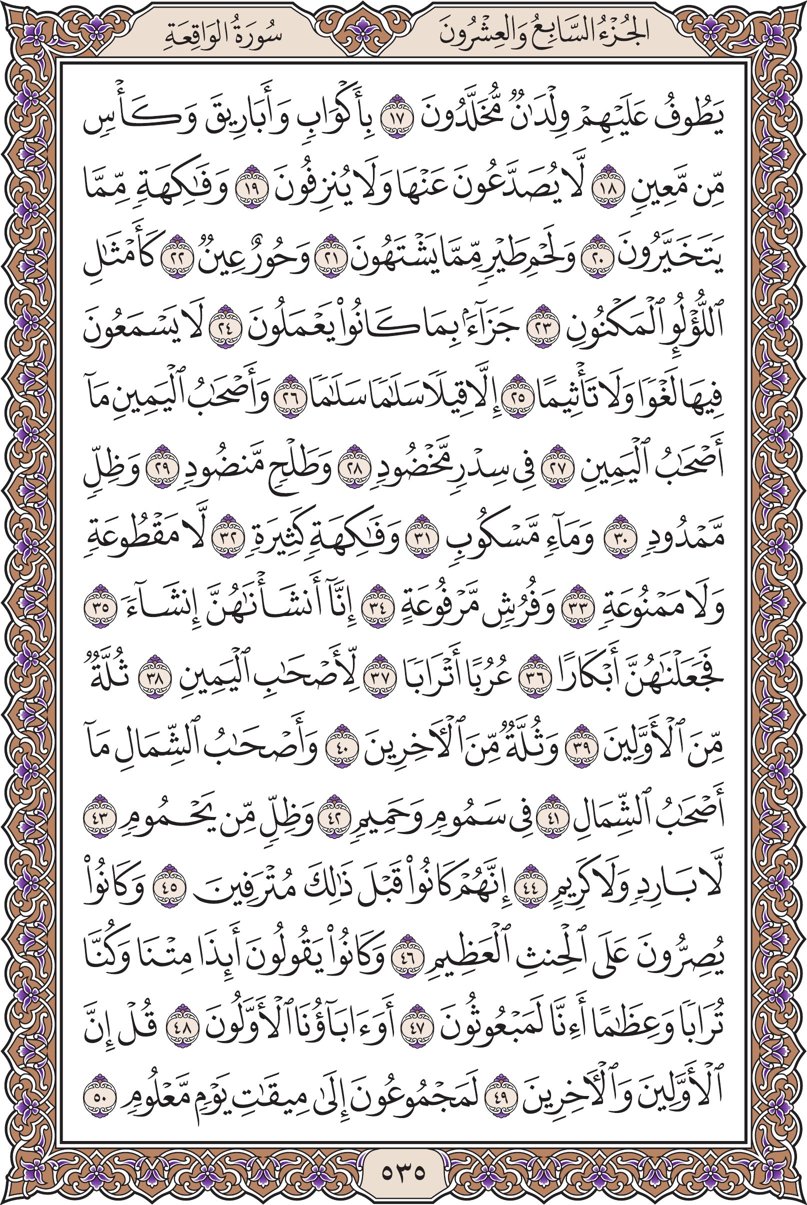 الجُزْءُ السَّابِعُ وَالعِشْرُونَ
سُورَةُ الوَاقِعَةِ
يَطُوفُ عَلَيْهِمْ وِلْدَٰنٌ مُّخَلَّدُونَ ١٧ بِأَكْوَابٍ وَأَبَارِيقَ وَكَأْسٍ
مِّن مَّعِينٍ ١٨ لَّا يُصَدَّعُونَ عَنْهَا وَلَا يُنزِفُونَ ١٩ وَفَٰكِهَةٍ مِّمَّا
يَتَخَيَّرُونَ ٢٠ وَلَحْمِ طَيْرٍ مِّمَّا يَشْتَهُونَ ٢١ وَحُورٌ عِينٌ ٢٢ كَأَمْثَٰلِ
ٱللُّؤْلُؤِ ٱلْمَكْنُونِ ٢٣ جَزَآءًۢ بِمَا كَانُوا۟ يَعْمَلُونَ ٢٤ لَا يَسْمَعُونَ
فِيهَا لَغْوًا وَلَا تَأْثِيمًا ٢٥ إِلَّا قِيلًا سَلَٰمًا سَلَٰمًا ٢٦ وَأَصْحَٰبُ ٱلْيَمِينِ مَآ
أَصْحَٰبُ ٱلْيَمِينِ ٢٧ فِى سِدْرٍ مَّخْضُودٍ ٢٨ وَطَلْحٍ مَّنضُودٍ ٢٩ وَظِلٍّ
مَّمْدُودٍ ٣٠ وَمَآءٍ مَّسْكُوبٍ ٣١ وَفَٰكِهَةٍ كَثِيرَةٍ ٣٢ لَّا مَقْطُوعَةٍ
وَلَا مَمْنُوعَةٍ ٣٣ وَفُرُشٍ مَّرْفُوعَةٍ ٣٤ إِنَّآ أَنشَأْنَٰهُنَّ إِنشَآءً ٣٥
فَجَعَلْنَٰهُنَّ أَبْكَارًا ٣٦ عُرُبًا أَتْرَابًا ٣٧ لِّأَصْحَٰبِ ٱلْيَمِينِ ٣٨ ثُلَّةٌ
مِّنَ ٱلْأَوَّلِينَ ٣٩ وَثُلَّةٌ مِّنَ ٱلْـَٔاخِرِينَ ٤٠ وَأَصْحَٰبُ ٱلشِّمَالِ مَآ
أَصْحَٰبُ ٱلشِّمَالِ ٤١ فِى سَمُومٍ وَحَمِيمٍ ٤٢ وَظِلٍّ مِّن يَحْمُومٍ ٤٣
لَّا بَارِدٍ وَلَا كَرِيمٍ ٤٤ إِنَّهُمْ كَانُوا۟ قَبْلَ ذَٰلِكَ مُتْرَفِينَ ٤٥ وَكَانُوا۟
يُصِرُّونَ عَلَى ٱلْحِنثِ ٱلْعَظِيمِ ٤٦ وَكَانُوا۟ يَقُولُونَ أَئِذَا مِتْنَا وَكُنَّا
تُرَابًا وَعِظَٰمًا أَءِنَّا لَمَبْعُوثُونَ ٤٧ أَوَءَابَآؤُنَا ٱلْأَوَّلُونَ ٤٨ قُلْ إِنَّ
ٱلْأَوَّلِينَ وَٱلْـَٔاخِرِينَ ٤٩ لَمَجْمُوعُونَ إِلَىٰ مِيقَٰتِ يَوْمٍ مَّعْلُومٍ ٥٠
٥٣٥